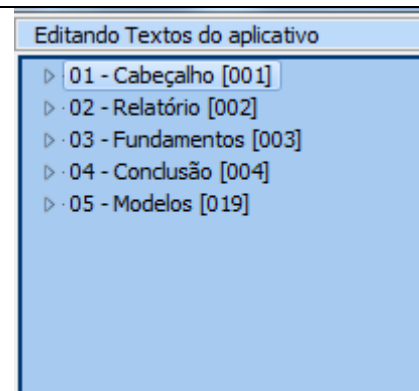 Editando Textos do aplicativo
01 - Cabeçalho [001]
02 - Relatório [002]
03 - Fundamentos [003]
04 - Conclusão [004]
05 - Modelos [019]